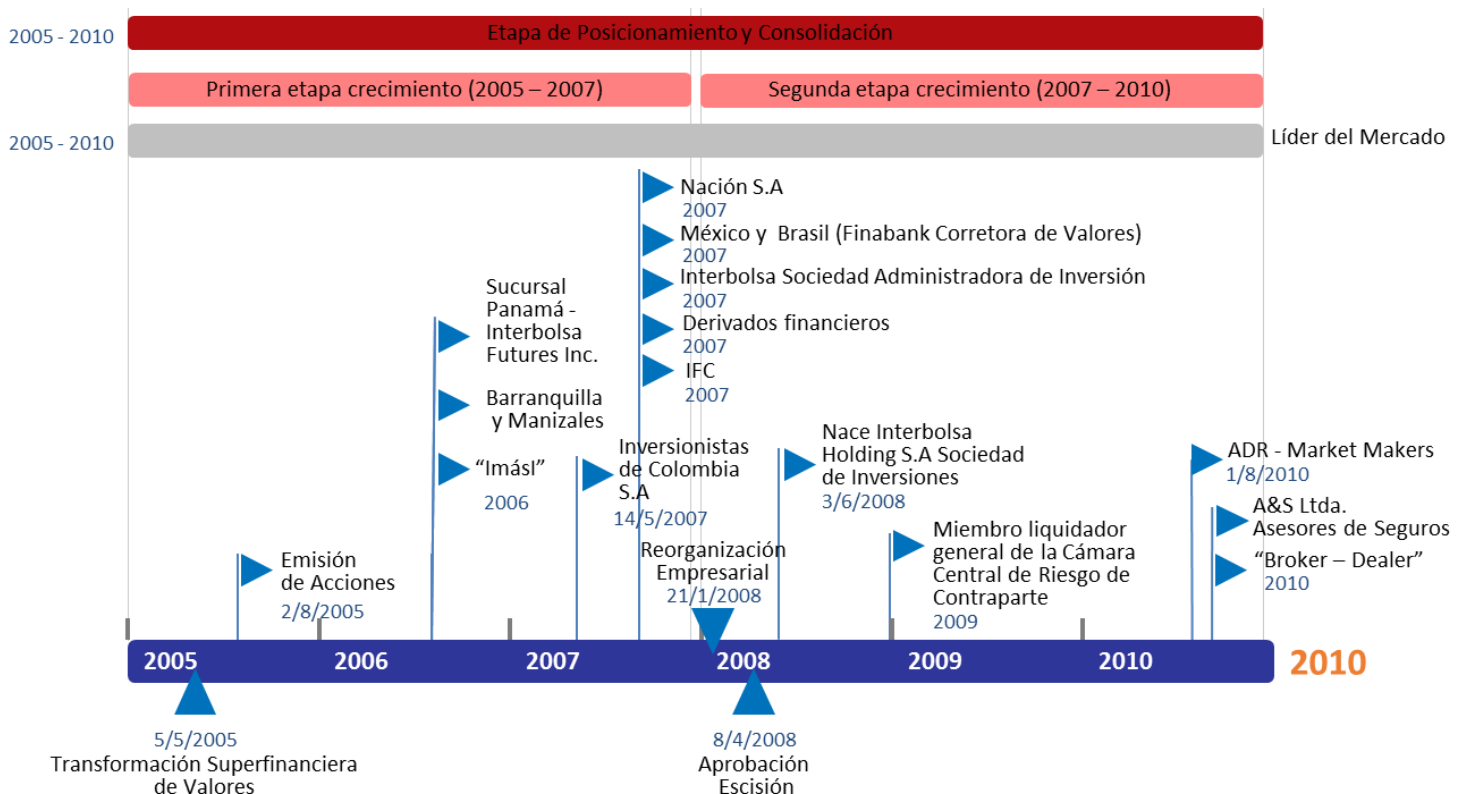 2005 - 2010
Etapa de Posicionamiento y Consolidación
Primera etapa crecimiento (2005 – 2007)
Segunda etapa crecimiento (2007 – 2010)
2005 - 2010
Líder del Mercado
Nación S.A
2007
México y Brasil (Finabank Corretora de Valores)
2007
Interbolsa Sociedad Administradora de Inversión
2007
Derivados financieros
2007
IFC
2007
Sucursal
Panamá -
Interbolsa
Futures Inc.
Barranquilla
y Manizales
“Imásl”
2006
Inversionistas
de Colombia
S.A
14/5/2007
Nace Interbolsa
Holding S.A Sociedad
de Inversiones
3/6/2008
ADR - Market Makers
1/8/2010
A&S Ltda.
Asesores de Seguros
“Broker – Dealer”
2010
Emisión
de Acciones
2/8/2005
Reorganización
Empresarial
21/1/2008
Miembro liquidador
general de la Cámara
Central de Riesgo de
Contraparte
2009
2005
2006
2007
2008
2009
2010
2010
5/5/2005
Transformación Superfinanciera
de Valores
8/4/2008
Aprobación
Escisión